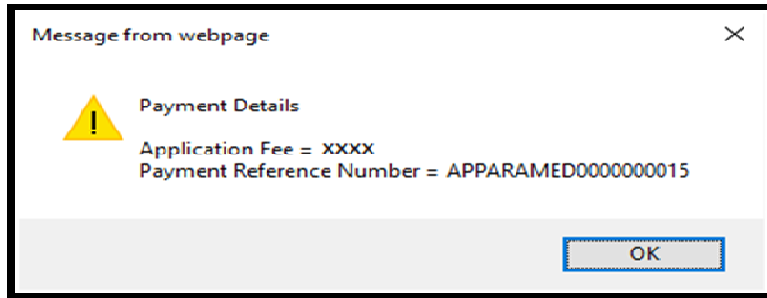 Message from webpage
Payment Details
Application Fee = XXXX
Payment Reference Number = APPARAMED0000000015
OK